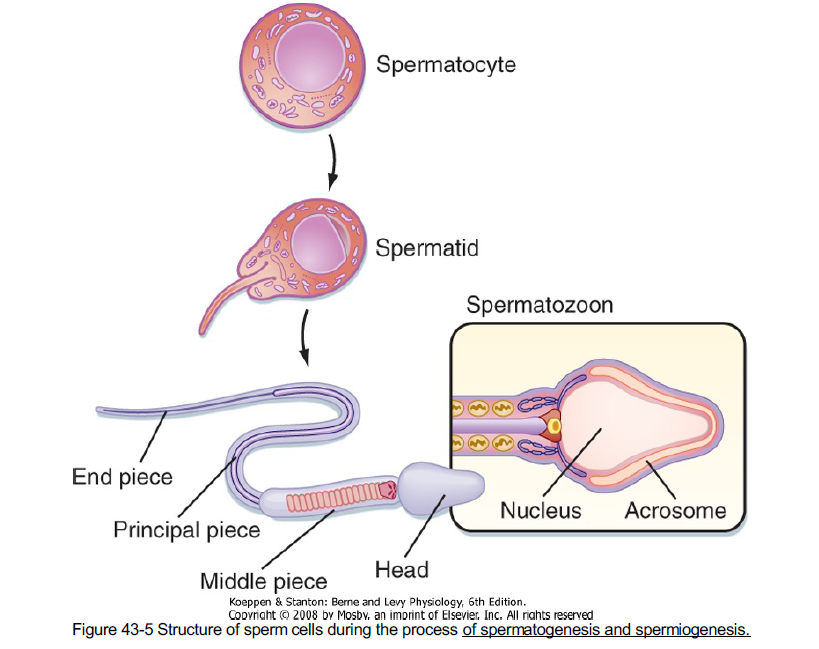 Spermatocyte
Spermatid
Spermatozoon
End piece
Principal piece
Middle piece
Head
Nucleus
Acrosome
Koeppen & Stanton: Berne and Levy Physiology, 6th Edition.
Copyright © 2008 by Mosby, an imprint of Elsevier, Inc. All rights reserved
Figure 43-5 Structure of sperm cells during the process of spermatogenesis and spermiogenesis.